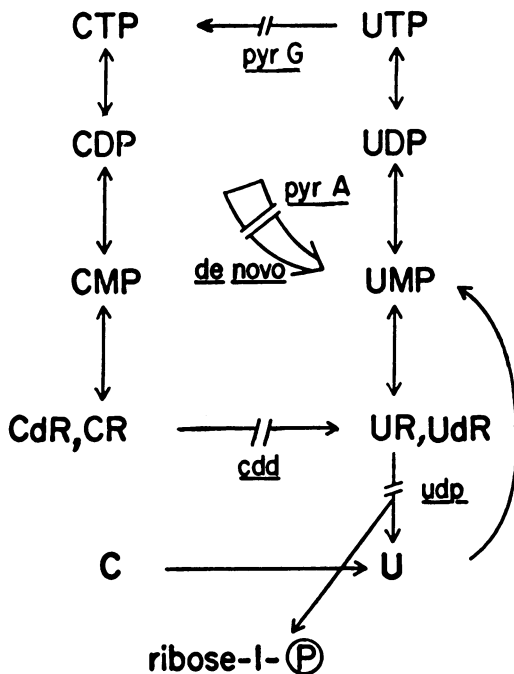 CTP UTP
pyr G
CDP UDP
pyr A
de novo
CMP UMP
CdR,CR UR,UdR
cdd
udp
C U
ribose-1-P